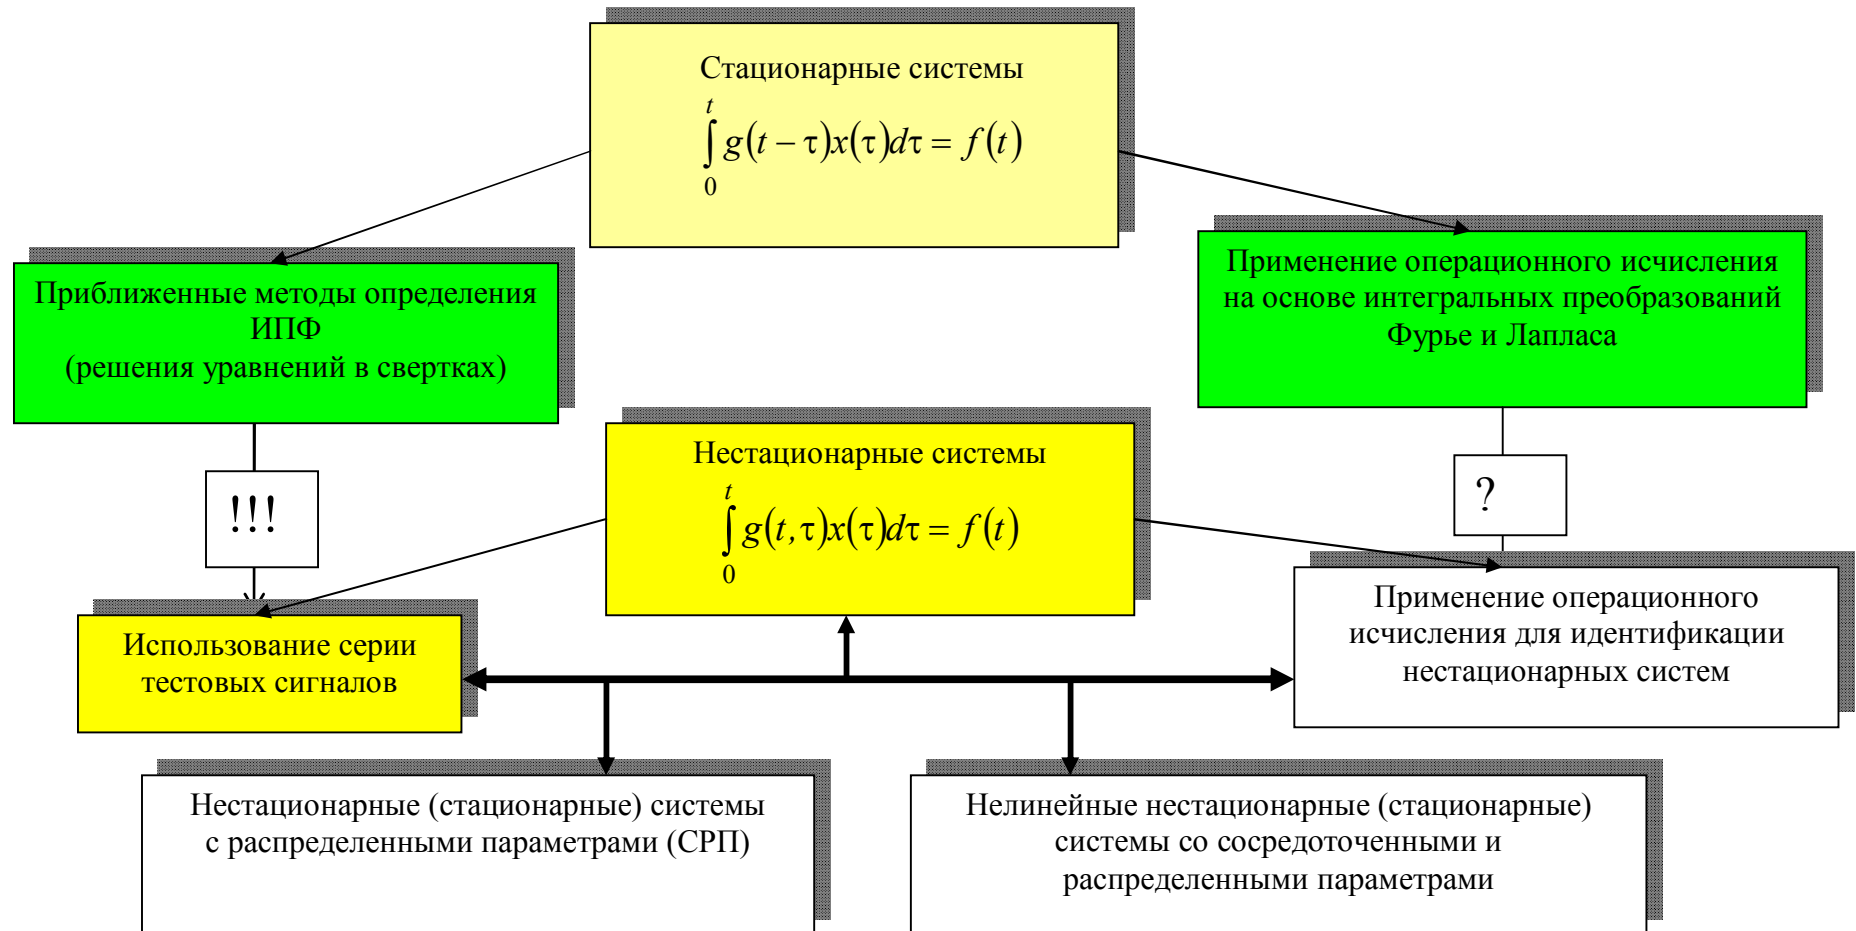 Стационарные системы
∫₀ᵗ g(t − τ)x(τ)dτ = f(t)
Приближенные методы определения
ИПФ
(решения уравнений в свертках)
Применение операционного исчисления
на основе интегральных преобразований
Фурье и Лапласа
Нестационарные системы
∫₀ᵗ g(t, τ)x(τ)dτ = f(t)
!!!
?
Использование серии
тестовых сигналов
Применение операционного
исчисления для идентификации
нестационарных систем
Нестационарные (стационарные) системы
с распределенными параметрами (СРП)
Нелинейные нестационарные (стационарные)
системы со сосредоточенными и
распределенными параметрами